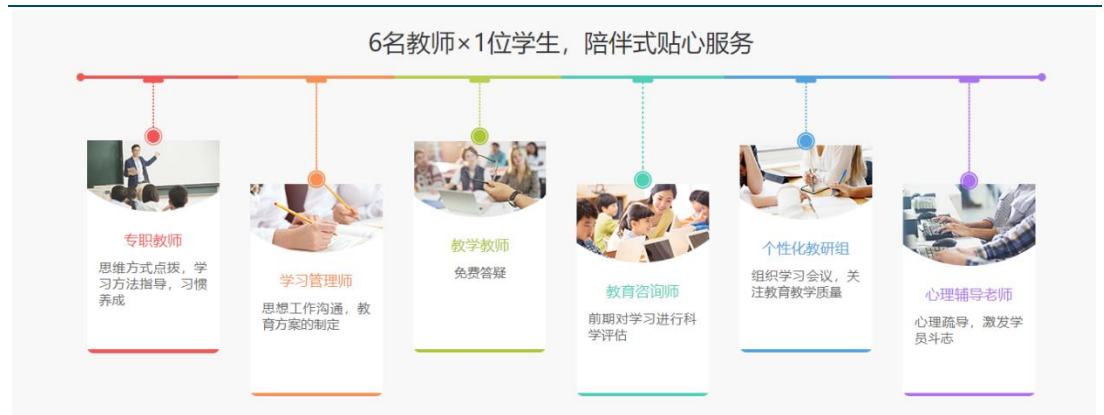 6名教师×1位学生，陪伴式贴心服务
专职教师
思维方式点拨，学
习方法指导，习惯
养成
学习管理师
思想工作沟通，教
育方案的制定
教学教师
免费答疑
教育咨询师
前期对学习进行科
学评估
个性化教研组
组织学习会议，关
注教育教学质量
心理辅导老师
心理疏导，激发学
员斗志